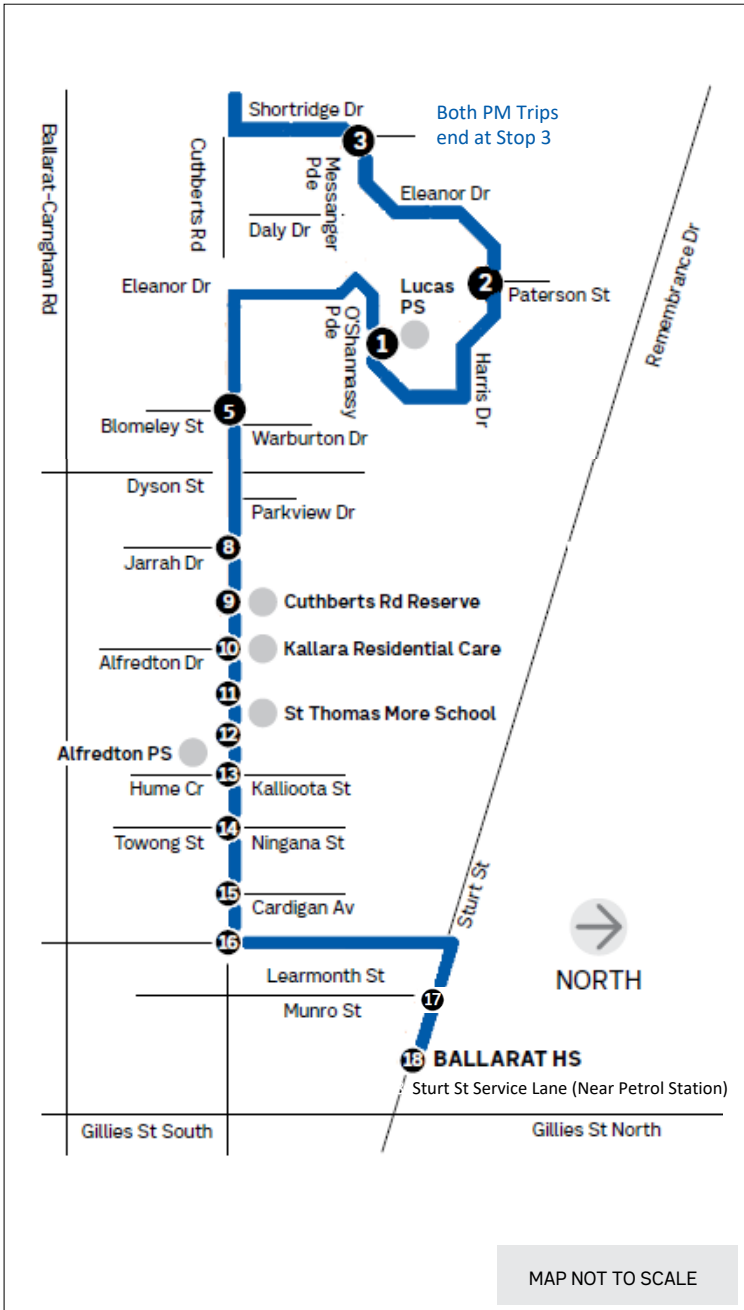 Shortridge Dr
Both PM Trips
end at Stop 3
3
Ballarat-Carngham Rd
Cuthberts Rd
Messanger
Pde
Eleanor Dr
Daly Dr
Remembrance Dr
Eleanor Dr
Lucas
PS
2
Paterson St
O'Shannassy
Pde
1
Harris Dr
5
Blomeley St
Warburton Dr
Dyson St
Parkview Dr
8
Jarrah Dr
9
Cuthberts Rd Reserve
10
Kallara Residential Care
Alfredton Dr
11
St Thomas More School
12
Alfredton PS
13
Hume Cr
Kallioota St
14
Towong St
Ningana St
15
Cardigan Av
Sturt St
16
NORTH
Learmonth St
17
Munro St
18 BALLARAT HS
Sturt St Service Lane (Near Petrol Station)
Gillies St South
Gillies St North
MAP NOT TO SCALE